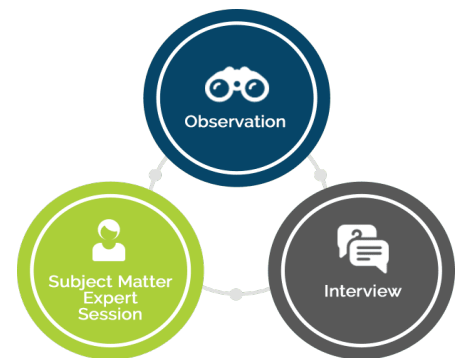 Observation
Subject Matter
Expert
Session
Interview